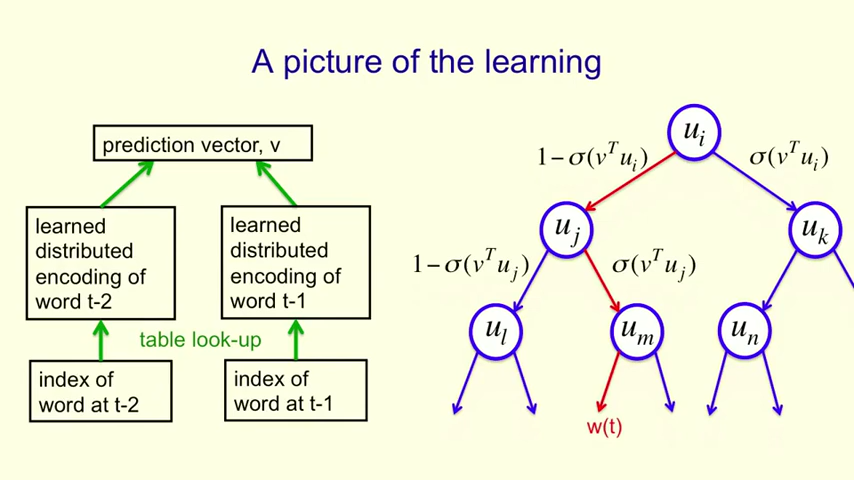 A picture of the learning
prediction vector, v
learned
distributed
encoding of
word t-2
learned
distributed
encoding of
word t-1
table look-up
index of
word at t-2
index of
word at t-1
u_i
1−σ(v^T u_i)
σ(v^T u_i)
u_j
u_k
1−σ(v^T u_j)
σ(v^T u_j)
u_l
u_m
u_n
w(t)